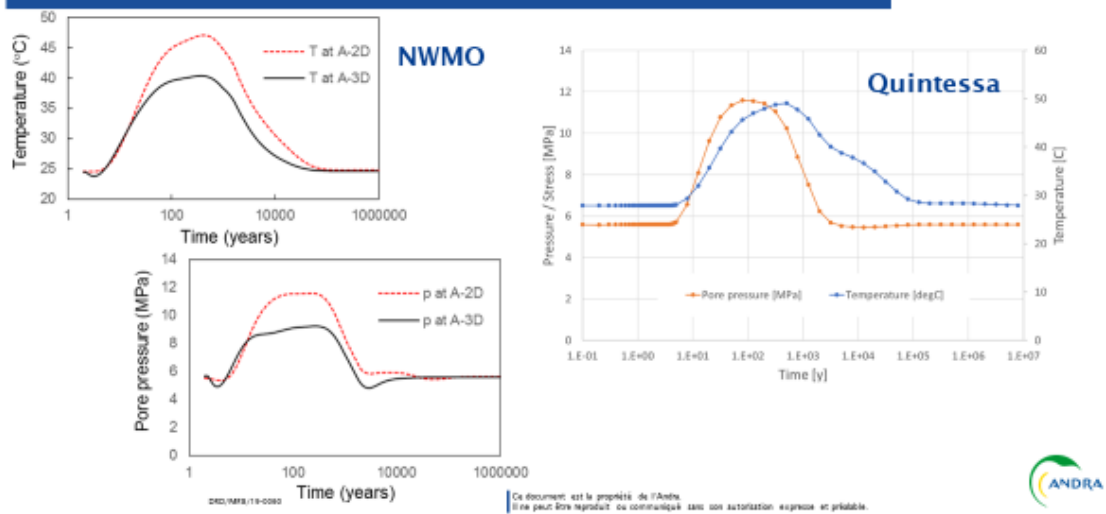 NWMO
Temperature (°C)
50
45
40
35
30
25
20
T at A-2D
T at A-3D
1
100
10000
1000000
Time (years)
Pore pressure (MPa)
14
12
10
8
6
4
2
0
p at A-2D
p at A-3D
1
100
10000
1000000
Time (years)
Quintessa
Pressure / Stress [MPa]
14
12
10
8
6
4
2
0
Temperature [C]
60
50
40
30
20
10
0
Pore pressure [MPa]
Temperature [degC]
1.E-01
1.E+00
1.E+01
1.E+02
1.E+03
1.E+04
1.E+05
1.E+06
1.E+07
Time [y]
DRD/MFS/19-0060
Ce document est la propriété de l'Andra.
Il ne peut être reproduit ou communiqué sans son autorisation expresse et préalable.
ANDRA